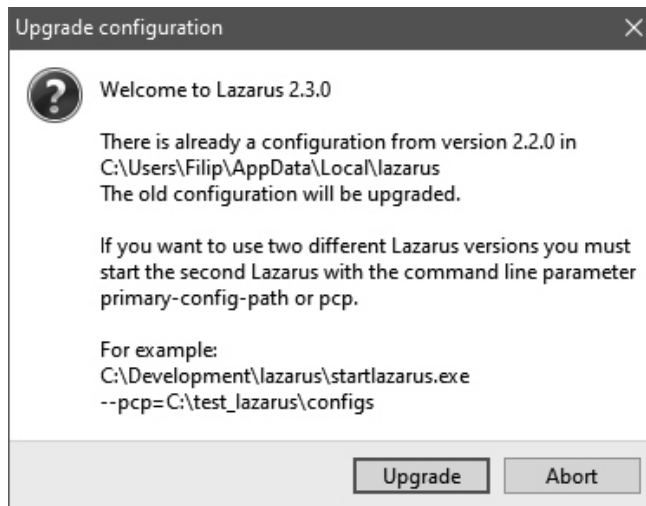 Upgrade configuration
Welcome to Lazarus 2.3.0
There is already a configuration from version 2.2.0 in
C:\Users\Filip\AppData\Local\lazarus
The old configuration will be upgraded.
If you want to use two different Lazarus versions you must
start the second Lazarus with the command line parameter
primary-config-path or pcp.
For example:
C:\Development\lazarus\startlazarus.exe
--pcp=C:\test_lazarus\configs
Upgrade Abort